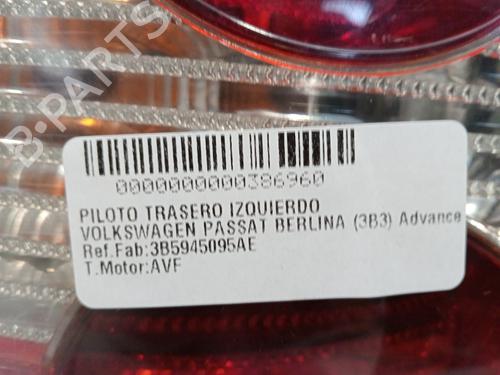 B-PARTS
0000000000386960
PILOTO TRASERO IZQUIERDO
VOLKSWAGEN PASSAT BERLINA (3B3) Advance
Ref.Fab:3B5945095AE
T.Motor:AVF